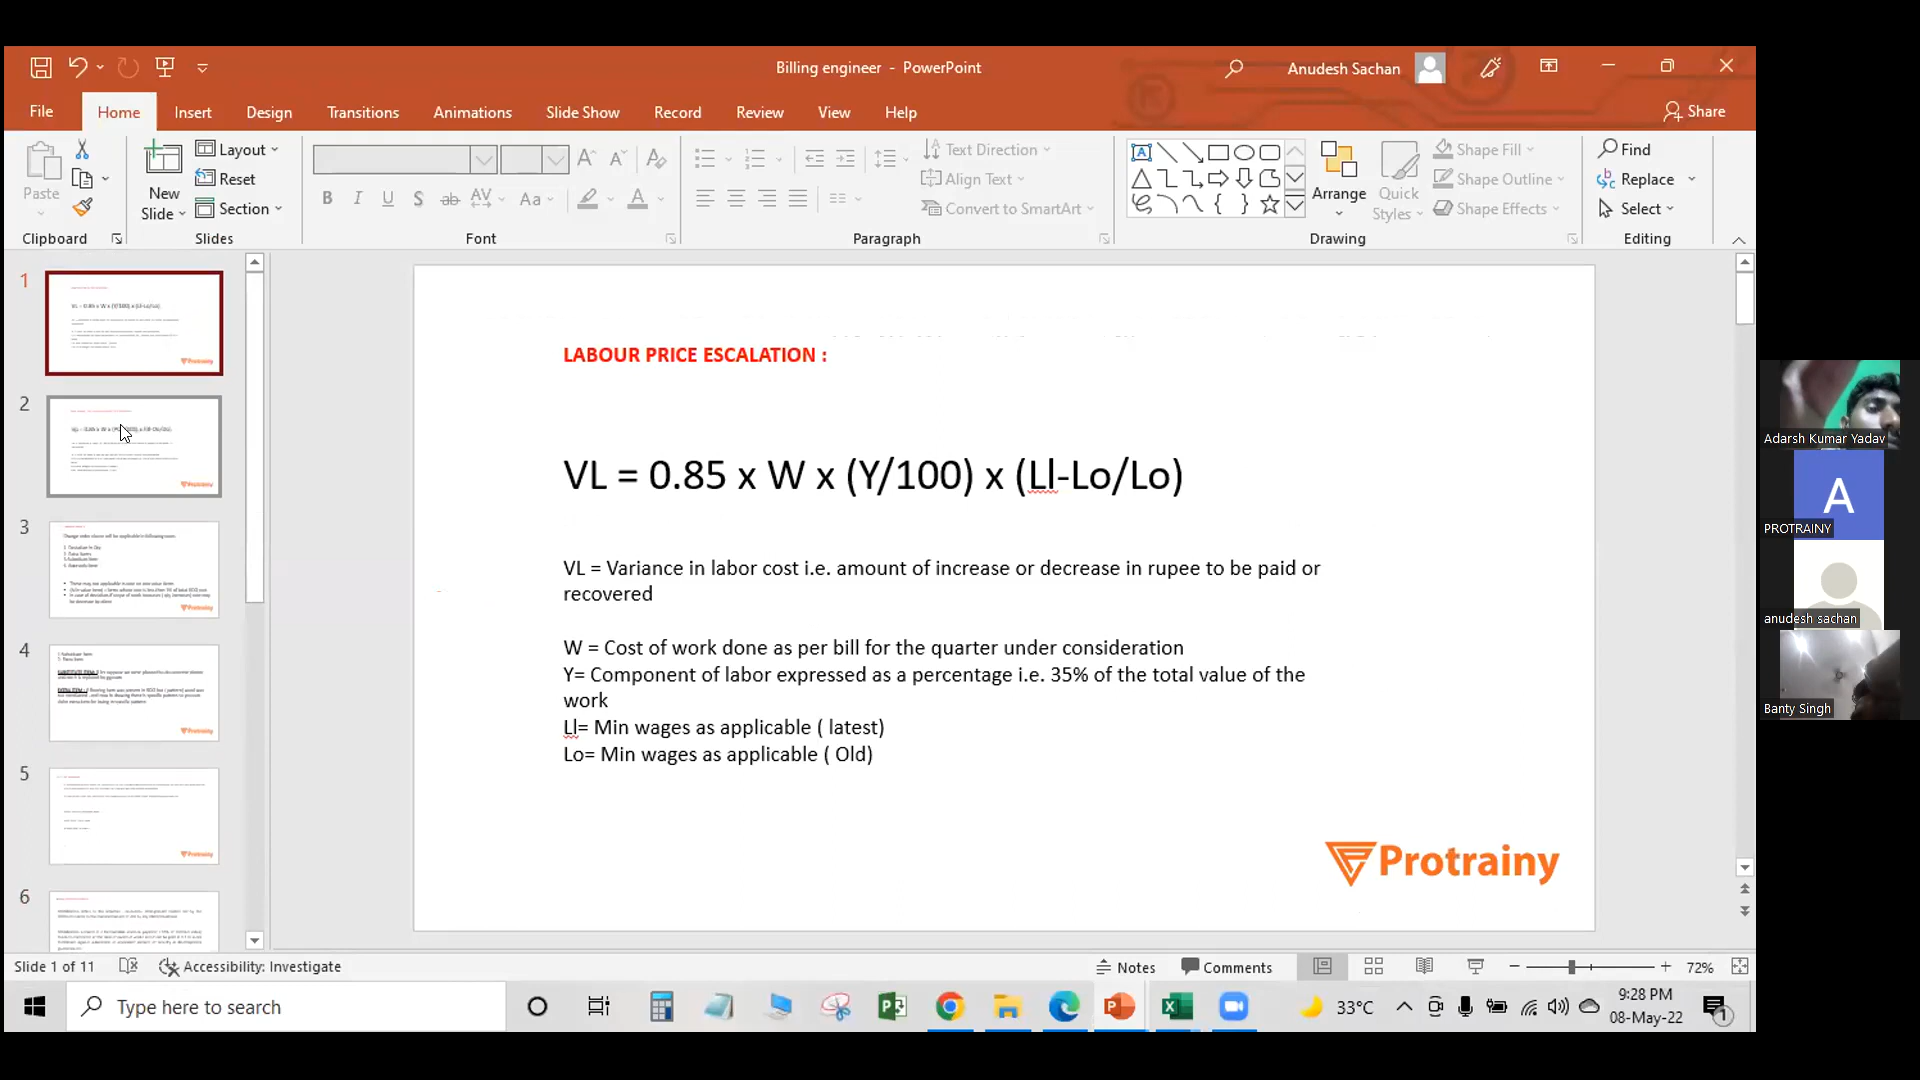 Billing engineer - PowerPoint
Anudesh Sachan
File
Home
Insert
Design
Transitions
Animations
Slide Show
Record
Review
View
Help
Share
Paste
Clipboard
New
Slide
Layout
Reset
Section
Slides
Font
Text Direction
Align Text
Convert to SmartArt
Paragraph
Arrange
Quick
Styles
Shape Fill
Shape Outline
Shape Effects
Drawing
Find
Replace
Select
Editing
1
2
3
4
5
6
LABOUR PRICE ESCALATION :
VL = 0.85 x W x (Y/100) x (Ll-Lo/Lo)
VL = Variance in labor cost i.e. amount of increase or decrease in rupee to be paid or
recovered
W = Cost of work done as per bill for the quarter under consideration
Y= Component of labor expressed as a percentage i.e. 35% of the total value of the
work
Ll= Min wages as applicable ( latest)
Lo= Min wages as applicable ( Old)
Protrainy
Adarsh Kumar Yadav
A
PROTRAINY
anudesh sachan
Banty Singh
Slide 1 of 11
Accessibility: Investigate
Notes
Comments
72%
Type here to search
33°C
9:28 PM
08-May-22
1